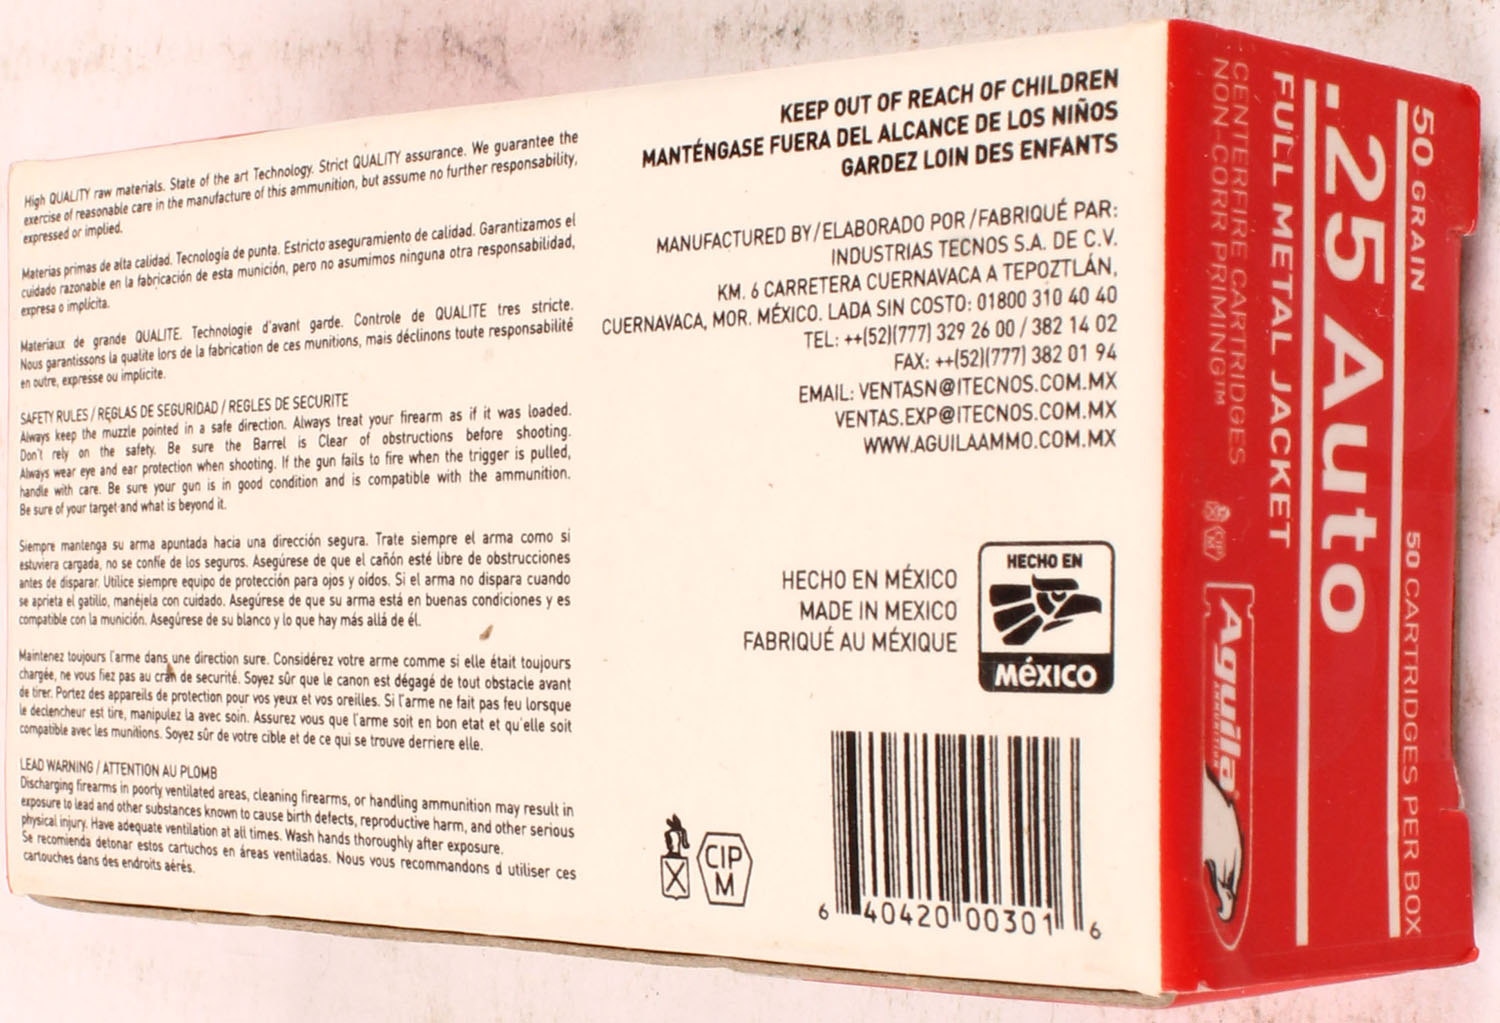 High QUALITY raw materials. State of the art Technology. Strict QUALITY assurance. We guarantee the
exercise of reasonable care in the manufacture of this ammunition, but assume no further responsability,
expressed or implied.
Materias primas de alta calidad. Tecnología de punta. Estricto aseguramiento de calidad. Garantizamos el
cuidado razonable en la fabricación de esta munición, pero no asumimos ninguna otra responsabilidad,
expresa o implícita.
Materiaux de grande QUALITE. Technologie d'avant garde. Controle de QUALITE tres stricte.
Nous garantissons la qualite lors de la fabrication de ces munitions, mais déclinons toute responsabilité
en outre, expresse ou implicite.
SAFETY RULES / REGLAS DE SEGURIDAD / REGLES DE SECURITE
Always keep the muzzle pointed in a safe direction. Always treat your firearm as if it was loaded.
Don't rely on the safety. Be sure the Barrel is Clear of obstructions before shooting.
Always wear eye and ear protection when shooting. If the gun fails to fire when the trigger is pulled,
handle with care. Be sure your gun is in good condition and is compatible with the ammunition.
Be sure of your target and what is beyond it.
Siempre mantenga su arma apuntada hacia una dirección segura. Trate siempre el arma como si
estuviera cargada, no se confíe de los seguros. Asegúrese de que el cañón esté libre de obstrucciones
antes de disparar. Utilice siempre equipo de protección para ojos y oídos. Si el arma no dispara cuando
se aprieta el gatillo, manéjela con cuidado. Asegúrese de que su arma está en buenas condiciones y es
compatible con la munición. Asegúrese de su blanco y lo que hay más allá de él.
Maintenez toujours l'arme dans une direction sure. Considérez votre arme comme si elle était toujours
chargée, ne vous fiez pas au cran de securité. Soyez sûr que le canon est dégagé de tout obstacle avant
de tirer. Portez des appareils de protection pour vos yeux et vos oreilles. Si l'arme ne fait pas feu lorsque
le declencheur est tire, manipulez la avec soin. Assurez vous que l'arme soit en bon etat et qu'elle soit
compatible avec les munitions. Soyez sûr de votre cible et de ce qui se trouve derriere elle.
LEAD WARNING / ATTENTION AU PLOMB
Discharging firearms in poorly ventilated areas, cleaning firearms, or handling ammunition may result in
exposure to lead and other substances known to cause birth defects, reproductive harm, and other serious
physical injury. Have adequate ventilation at all times. Wash hands thoroughly after exposure.
Se recomienda detonar estos cartuchos en áreas ventiladas. Nous vous recommandons d utiliser ces
cartouches dans des endroits aérés.
KEEP OUT OF REACH OF CHILDREN
MANTÉNGASE FUERA DEL ALCANCE DE LOS NIÑOS
GARDEZ LOIN DES ENFANTS
MANUFACTURED BY/ELABORADO POR/FABRIQUÉ PAR:
INDUSTRIAS TECNOS S.A. DE C.V.
KM. 6 CARRETERA CUERNAVACA A TEPOZTLÁN,
CUERNAVACA, MOR. MÉXICO. LADA SIN COSTO: 01800 310 40 40
TEL: ++(52)(777) 329 26 00 / 382 14 02
FAX: ++(52)(777) 382 01 94
EMAIL: VENTASN@ITECNOS.COM.MX
VENTAS.EXP@ITECNOS.COM.MX
WWW.AGUILAAMMO.COM.MX
HECHO EN MÉXICO
MADE IN MEXICO
FABRIQUÉ AU MÉXIQUE
HECHO EN
MéXICO
CIP
M
6 40420 00301 6
50 GRAIN
50 CARTRIDGES PER BOX
.25 Auto
FULL METAL JACKET
CENTERFIRE CARTRIDGES
NON-CORR PRIMING™
CIP
M
Aguila®
AMMUNITION